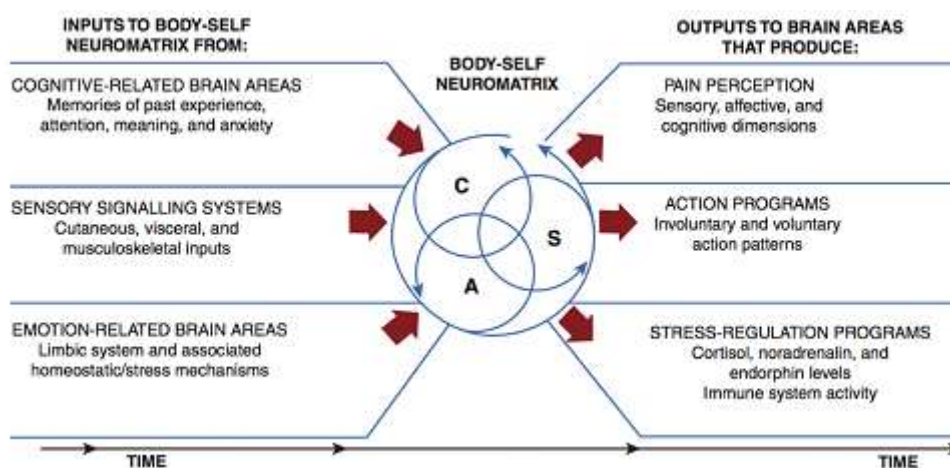 INPUTS TO BODY-SELF
NEUROMATRIX FROM:
COGNITIVE-RELATED BRAIN AREAS
Memories of past experience,
attention, meaning, and anxiety
SENSORY SIGNALLING SYSTEMS
Cutaneous, visceral, and
musculoskeletal inputs
EMOTION-RELATED BRAIN AREAS
Limbic system and associated
homeostatic/stress mechanisms
BODY-SELF
NEUROMATRIX
C
S
A
OUTPUTS TO BRAIN AREAS
THAT PRODUCE:
PAIN PERCEPTION
Sensory, affective, and
cognitive dimensions
ACTION PROGRAMS
Involuntary and voluntary
action patterns
STRESS-REGULATION PROGRAMS
Cortisol, noradrenalin, and
endorphin levels
Immune system activity
TIME
TIME